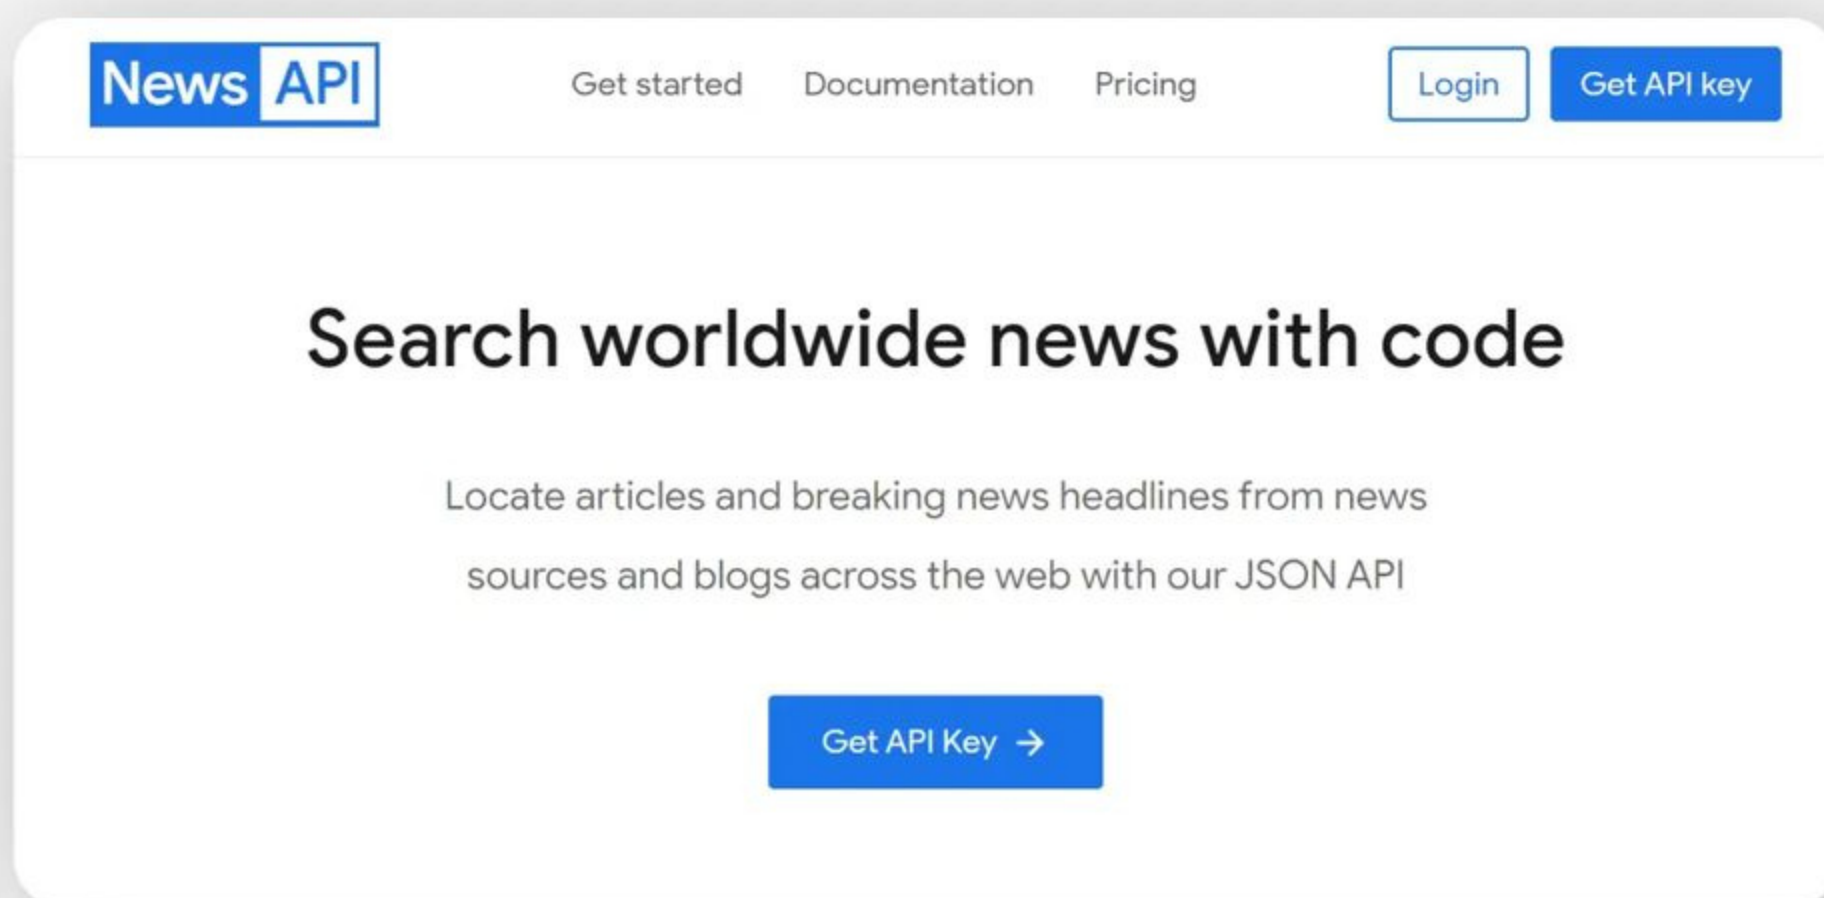 News API
Get started
Documentation
Pricing
Login
Get API key
Search worldwide news with code
Locate articles and breaking news headlines from news
sources and blogs across the web with our JSON API
Get API Key →